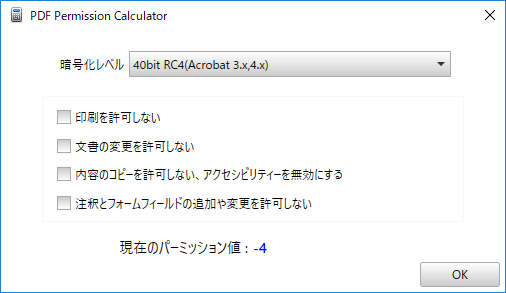 PDF Permission Calculator
暗号化レベル 40bit RC4(Acrobat 3.x,4.x)
印刷を許可しない
文書の変更を許可しない
内容のコピーを許可しない、アクセシビリティーを無効にする
注釈とフォームフィールドの追加や変更を許可しない
現在のパーミッション値 : -4
OK